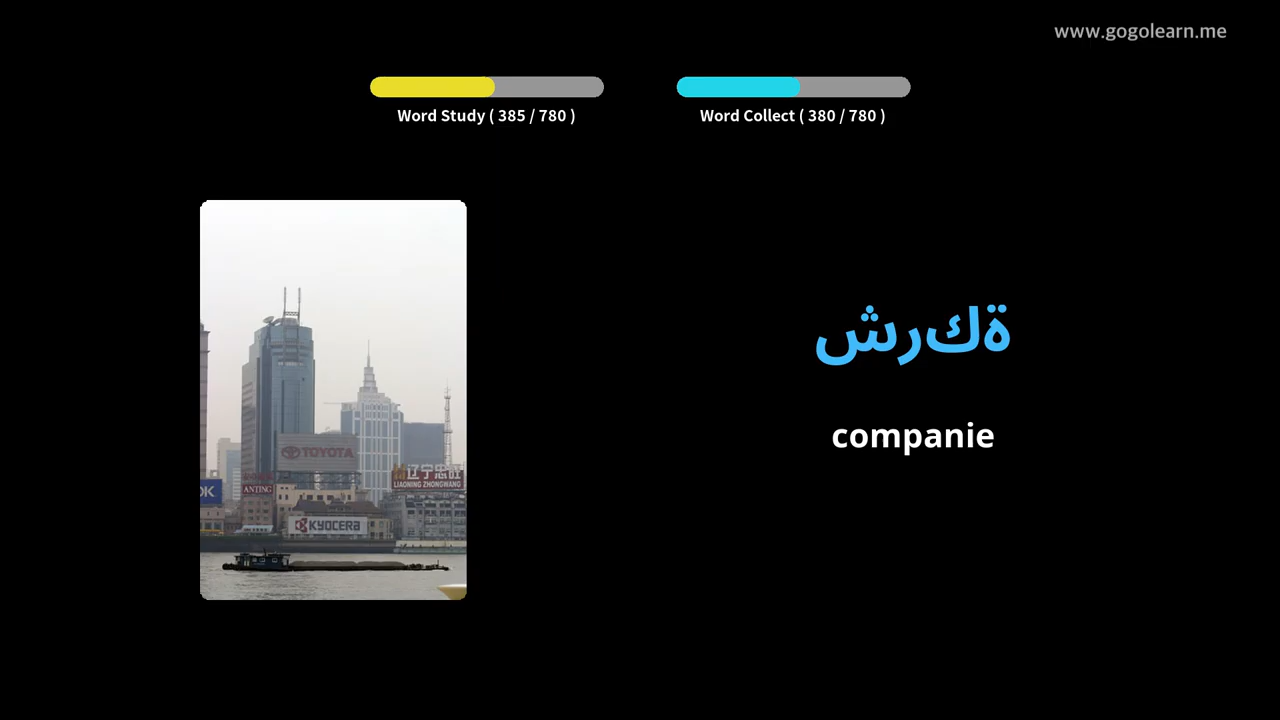 www.gogolearn.me
Word Study ( 385 / 780 )
Word Collect ( 380 / 780 )
ةكرش
companie
TOYOTA
辽宁忠旺
LIAONING ZHONGWANG
OK
ANTING
KYOCERA